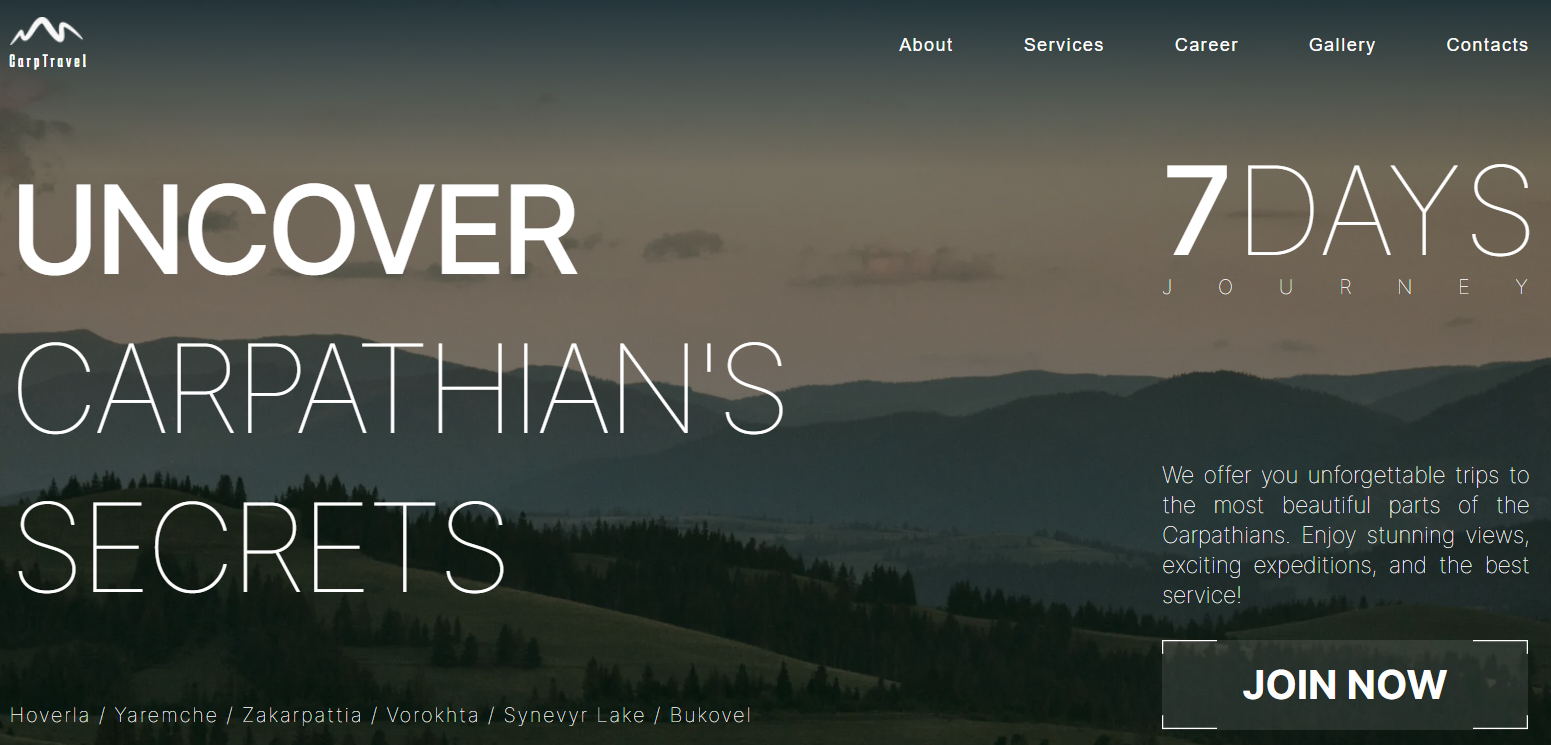 CarpTravel
About Services Career Gallery Contacts
UNCOVER
CARPATHIAN'S
SECRETS
7DAYS
JOURNEY
We offer you unforgettable trips to
the most beautiful parts of the
Carpathians. Enjoy stunning views,
exciting expeditions, and the best
service!
JOIN NOW
Hoverla / Yaremche / Zakarpattia / Vorokhta / Synevyr Lake / Bukovel